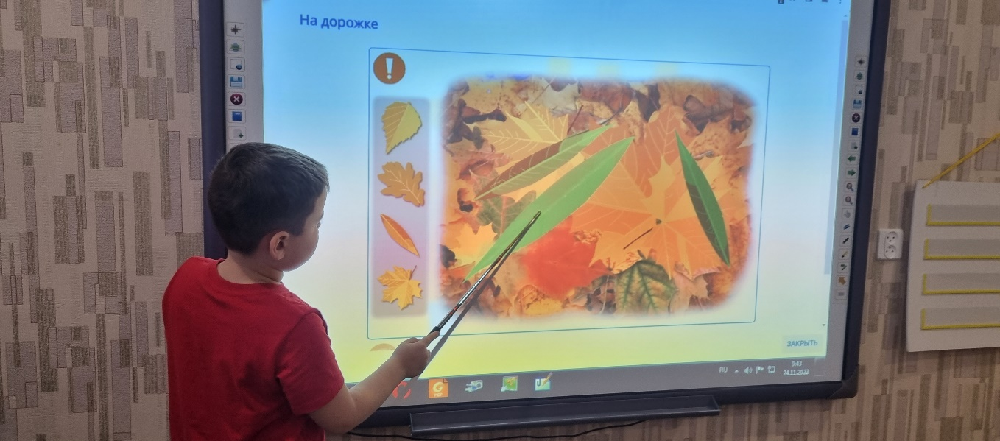 На дорожке
!
ЗАКРЫТЬ
RU
9:43
24.11.2023